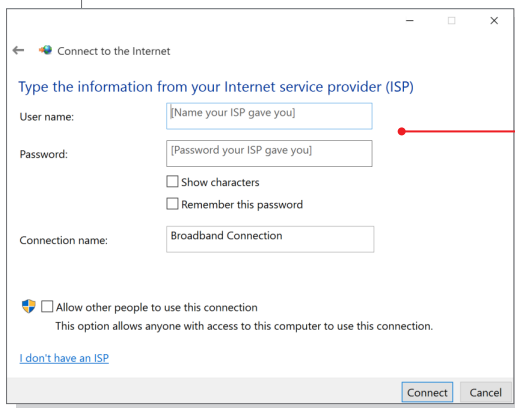 Connect to the Internet
Type the information from your Internet service provider (ISP)
User name:
[Name your ISP gave you]
Password:
[Password your ISP gave you]
Show characters
Remember this password
Connection name:
Broadband Connection
Allow other people to use this connection
This option allows anyone with access to this computer to use this connection.
I don't have an ISP
Connect
Cancel